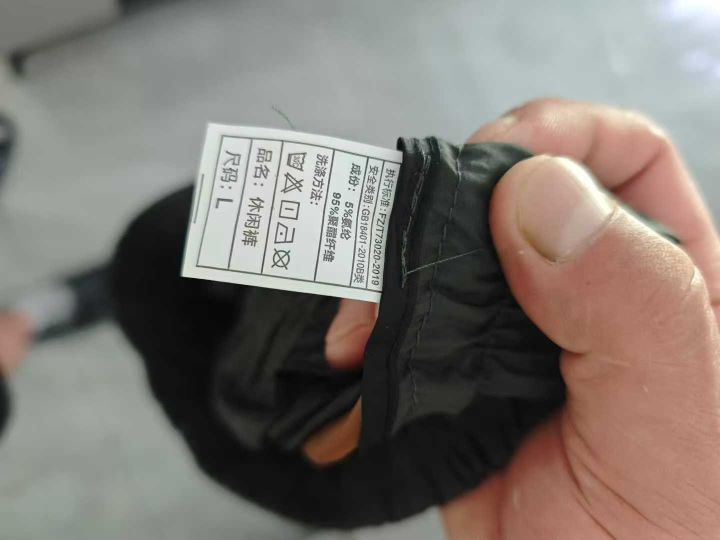 执行标准：FZ/T73020-2019
安全类别：GB18401-2010B类
成份： 5%氨纶
95%聚酯纤维
洗涤方法：
品名： 休闲裤
尺码： L